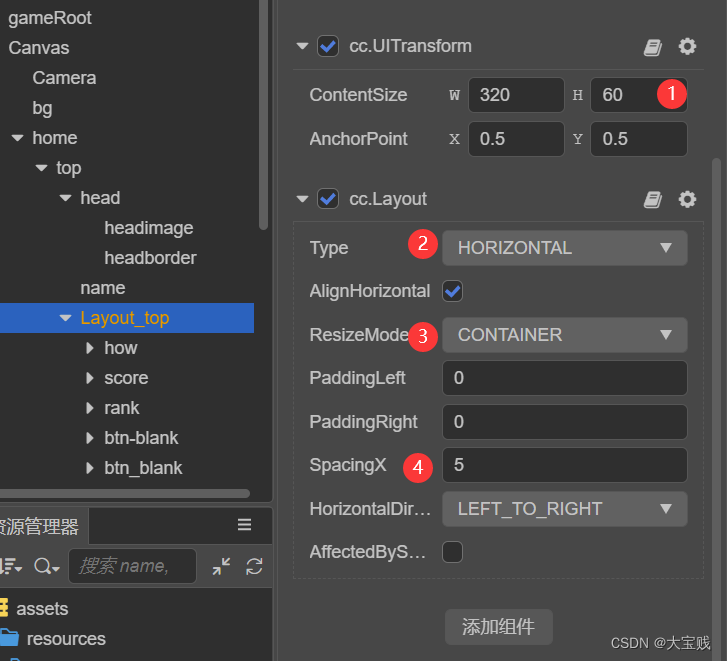 gameRoot
Canvas
Camera
bg
home
top
head
headimage
headborder
name
Layout_top
how
score
rank
btn-blank
btn_blank
资源管理器
搜索 name,
assets
resources
cc.UITransform
ContentSize W 320 H 60 1
AnchorPoint X 0.5 Y 0.5
cc.Layout
Type 2 HORIZONTAL
AlignHorizontal
ResizeMode 3 CONTAINER
PaddingLeft 0
PaddingRight 0
SpacingX 4 5
HorizontalDir... LEFT_TO_RIGHT
AffectedByS...
添加组件
CSDN @大宝贱